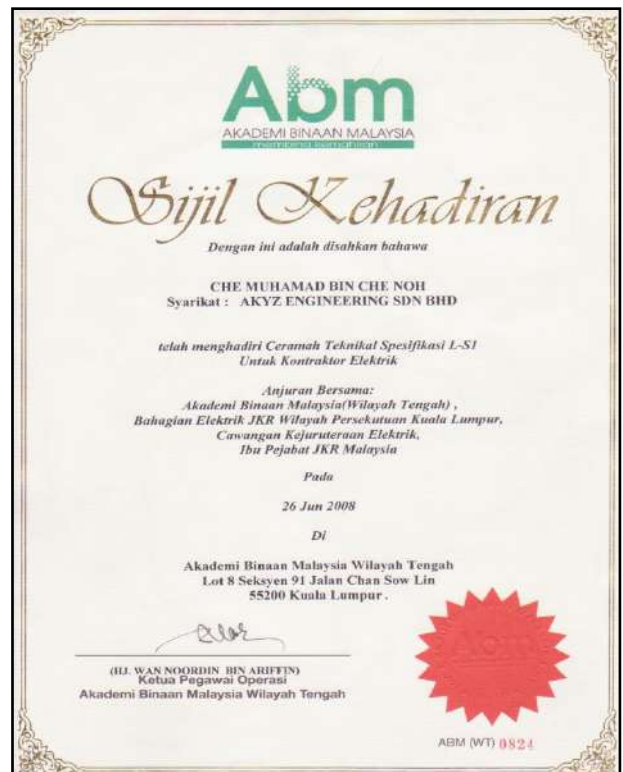 Abm
AKADEMI BINAAN MALAYSIA
membina kemahiran
Sijil Kehadiran
Dengan ini adalah disahkan bahawa
CHE MUHAMAD BIN CHE NOH
Syarikat : AKYZ ENGINEERING SDN BHD
telah menghadiri Ceramah Teknikal Spesifikasi L-S1
Untuk Kontraktor Elektrik
Anjuran Bersama:
Akademi Binaan Malaysia(Wilayah Tengah) ,
Bahagian Elektrik JKR Wilayah Persekutuan Kuala Lumpur,
Cawangan Kejuruteraan Elektrik,
Ibu Pejabat JKR Malaysia
Pada
26 Jun 2008
Di
Akademi Binaan Malaysia Wilayah Tengah
Lot 8 Seksyen 91 Jalan Chan Sow Lin
55200 Kuala Lumpur .
(HJ. WAN NOORDIN BIN ARIFFIN)
Ketua Pegawai Operasi
Akademi Binaan Malaysia Wilayah Tengah
Abm
ABM (WT) 0824